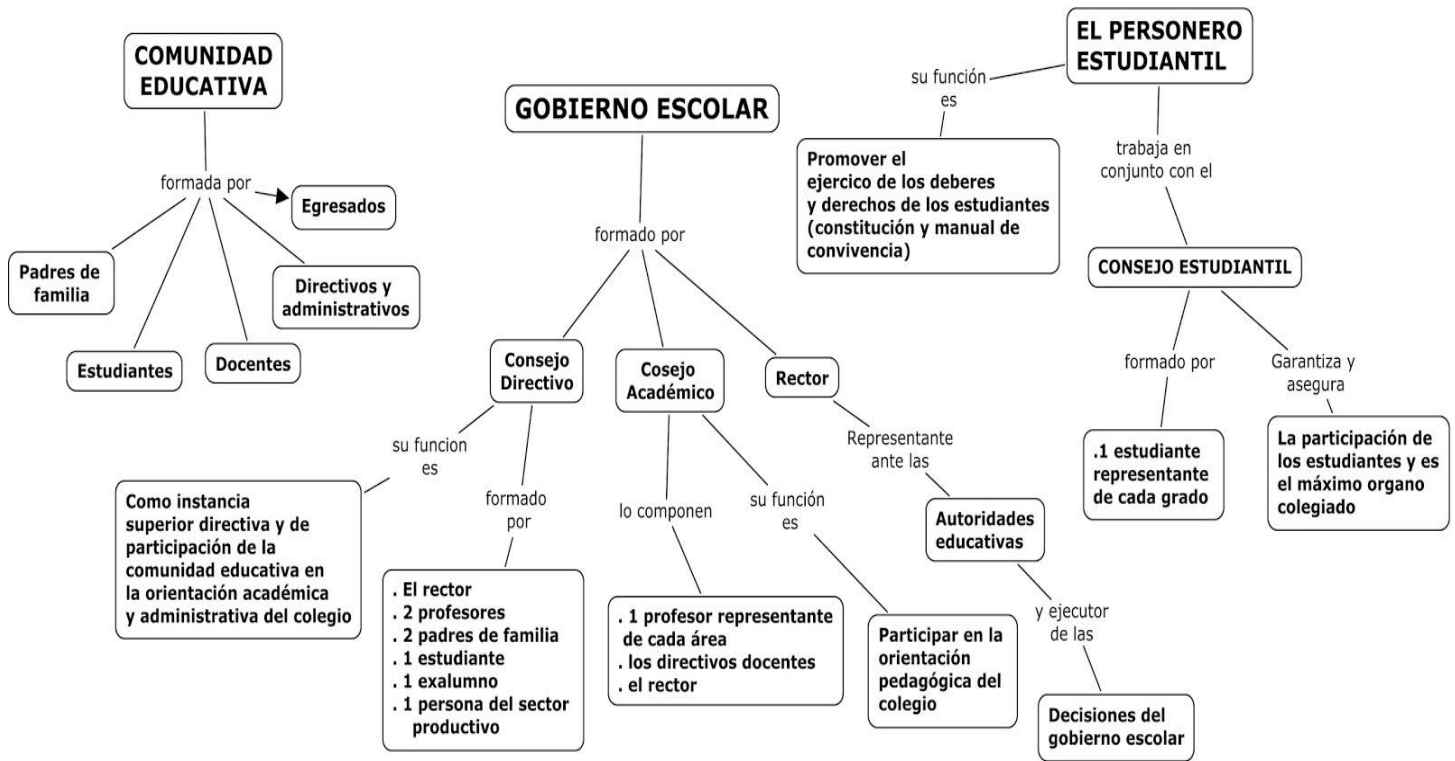 COMUNIDAD
EDUCATIVA
formada por
Egresados
Padres de
familia
Directivos y
administrativos
Estudiantes
Docentes
GOBIERNO ESCOLAR
formado por
Consejo
Directivo
Cosejo
Académico
Rector
su funcion
es
Como instancia
superior directiva y de
participación de la
comunidad educativa en
la orientación académica
y administrativa del colegio
formado
por
. El rector
. 2 profesores
. 2 padres de familia
. 1 estudiante
. 1 exalumno
. 1 persona del sector
productivo
lo componen
. 1 profesor representante
de cada área
. los directivos docentes
. el rector
su función
es
Participar en la
orientación
pedagógica del
colegio
Representante
ante las
Autoridades
educativas
y ejecutor
de las
Decisiones del
gobierno escolar
EL PERSONERO
ESTUDIANTIL
su función
es
Promover el
ejercico de los deberes
y derechos de los estudiantes
(constitución y manual de
convivencia)
trabaja en
conjunto con el
CONSEJO ESTUDIANTIL
formado por
.1 estudiante
representante
de cada grado
Garantiza y
asegura
La participación de
los estudiantes y es
el máximo organo
colegiado